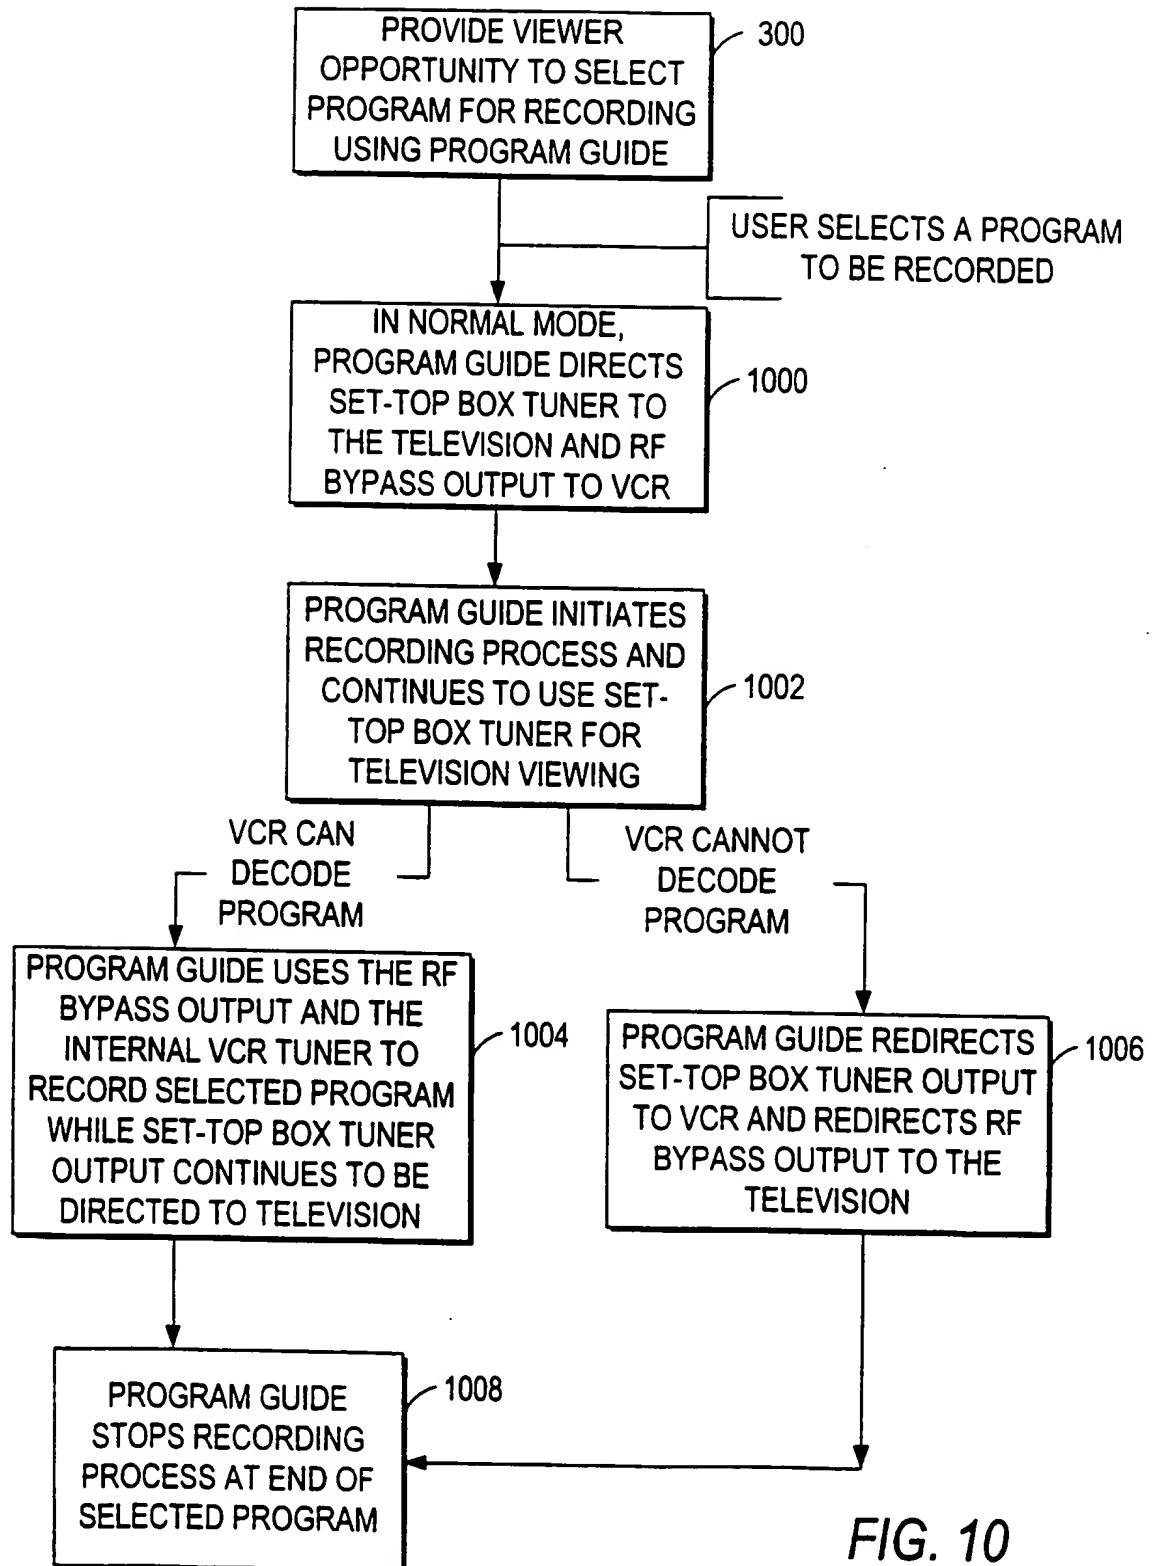 PROVIDE VIEWER
OPPORTUNITY TO SELECT
PROGRAM FOR RECORDING
USING PROGRAM GUIDE
300
USER SELECTS A PROGRAM
TO BE RECORDED
IN NORMAL MODE,
PROGRAM GUIDE DIRECTS
SET-TOP BOX TUNER TO
THE TELEVISION AND RF
BYPASS OUTPUT TO VCR
1000
PROGRAM GUIDE INITIATES
RECORDING PROCESS AND
CONTINUES TO USE SET-
TOP BOX TUNER FOR
TELEVISION VIEWING
1002
VCR CAN
DECODE
PROGRAM
VCR CANNOT
DECODE
PROGRAM
PROGRAM GUIDE USES THE RF
BYPASS OUTPUT AND THE
INTERNAL VCR TUNER TO
RECORD SELECTED PROGRAM
WHILE SET-TOP BOX TUNER
OUTPUT CONTINUES TO BE
DIRECTED TO TELEVISION
1004
PROGRAM GUIDE REDIRECTS
SET-TOP BOX TUNER OUTPUT
TO VCR AND REDIRECTS RF
BYPASS OUTPUT TO THE
TELEVISION
1006
PROGRAM GUIDE
STOPS RECORDING
PROCESS AT END OF
SELECTED PROGRAM
1008
FIG. 10